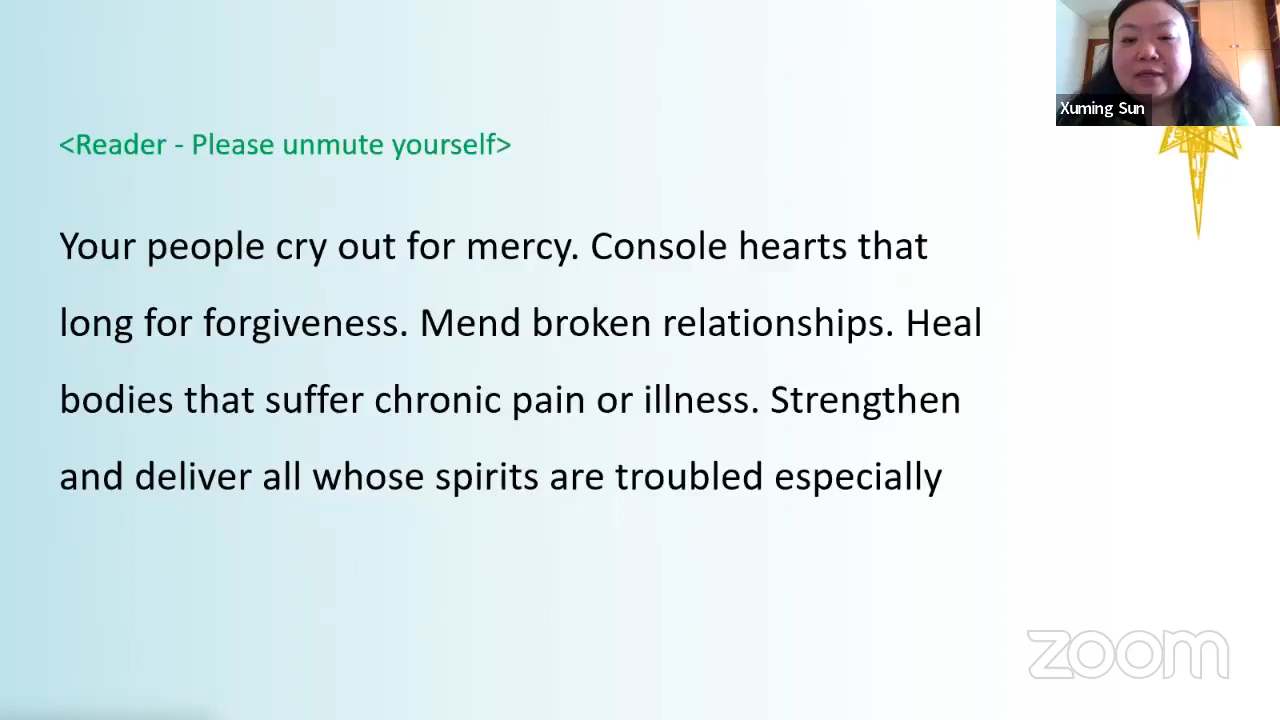 Xuming Sun
<Reader - Please unmute yourself>
Your people cry out for mercy. Console hearts that
long for forgiveness. Mend broken relationships. Heal
bodies that suffer chronic pain or illness. Strengthen
and deliver all whose spirits are troubled especially
zoom